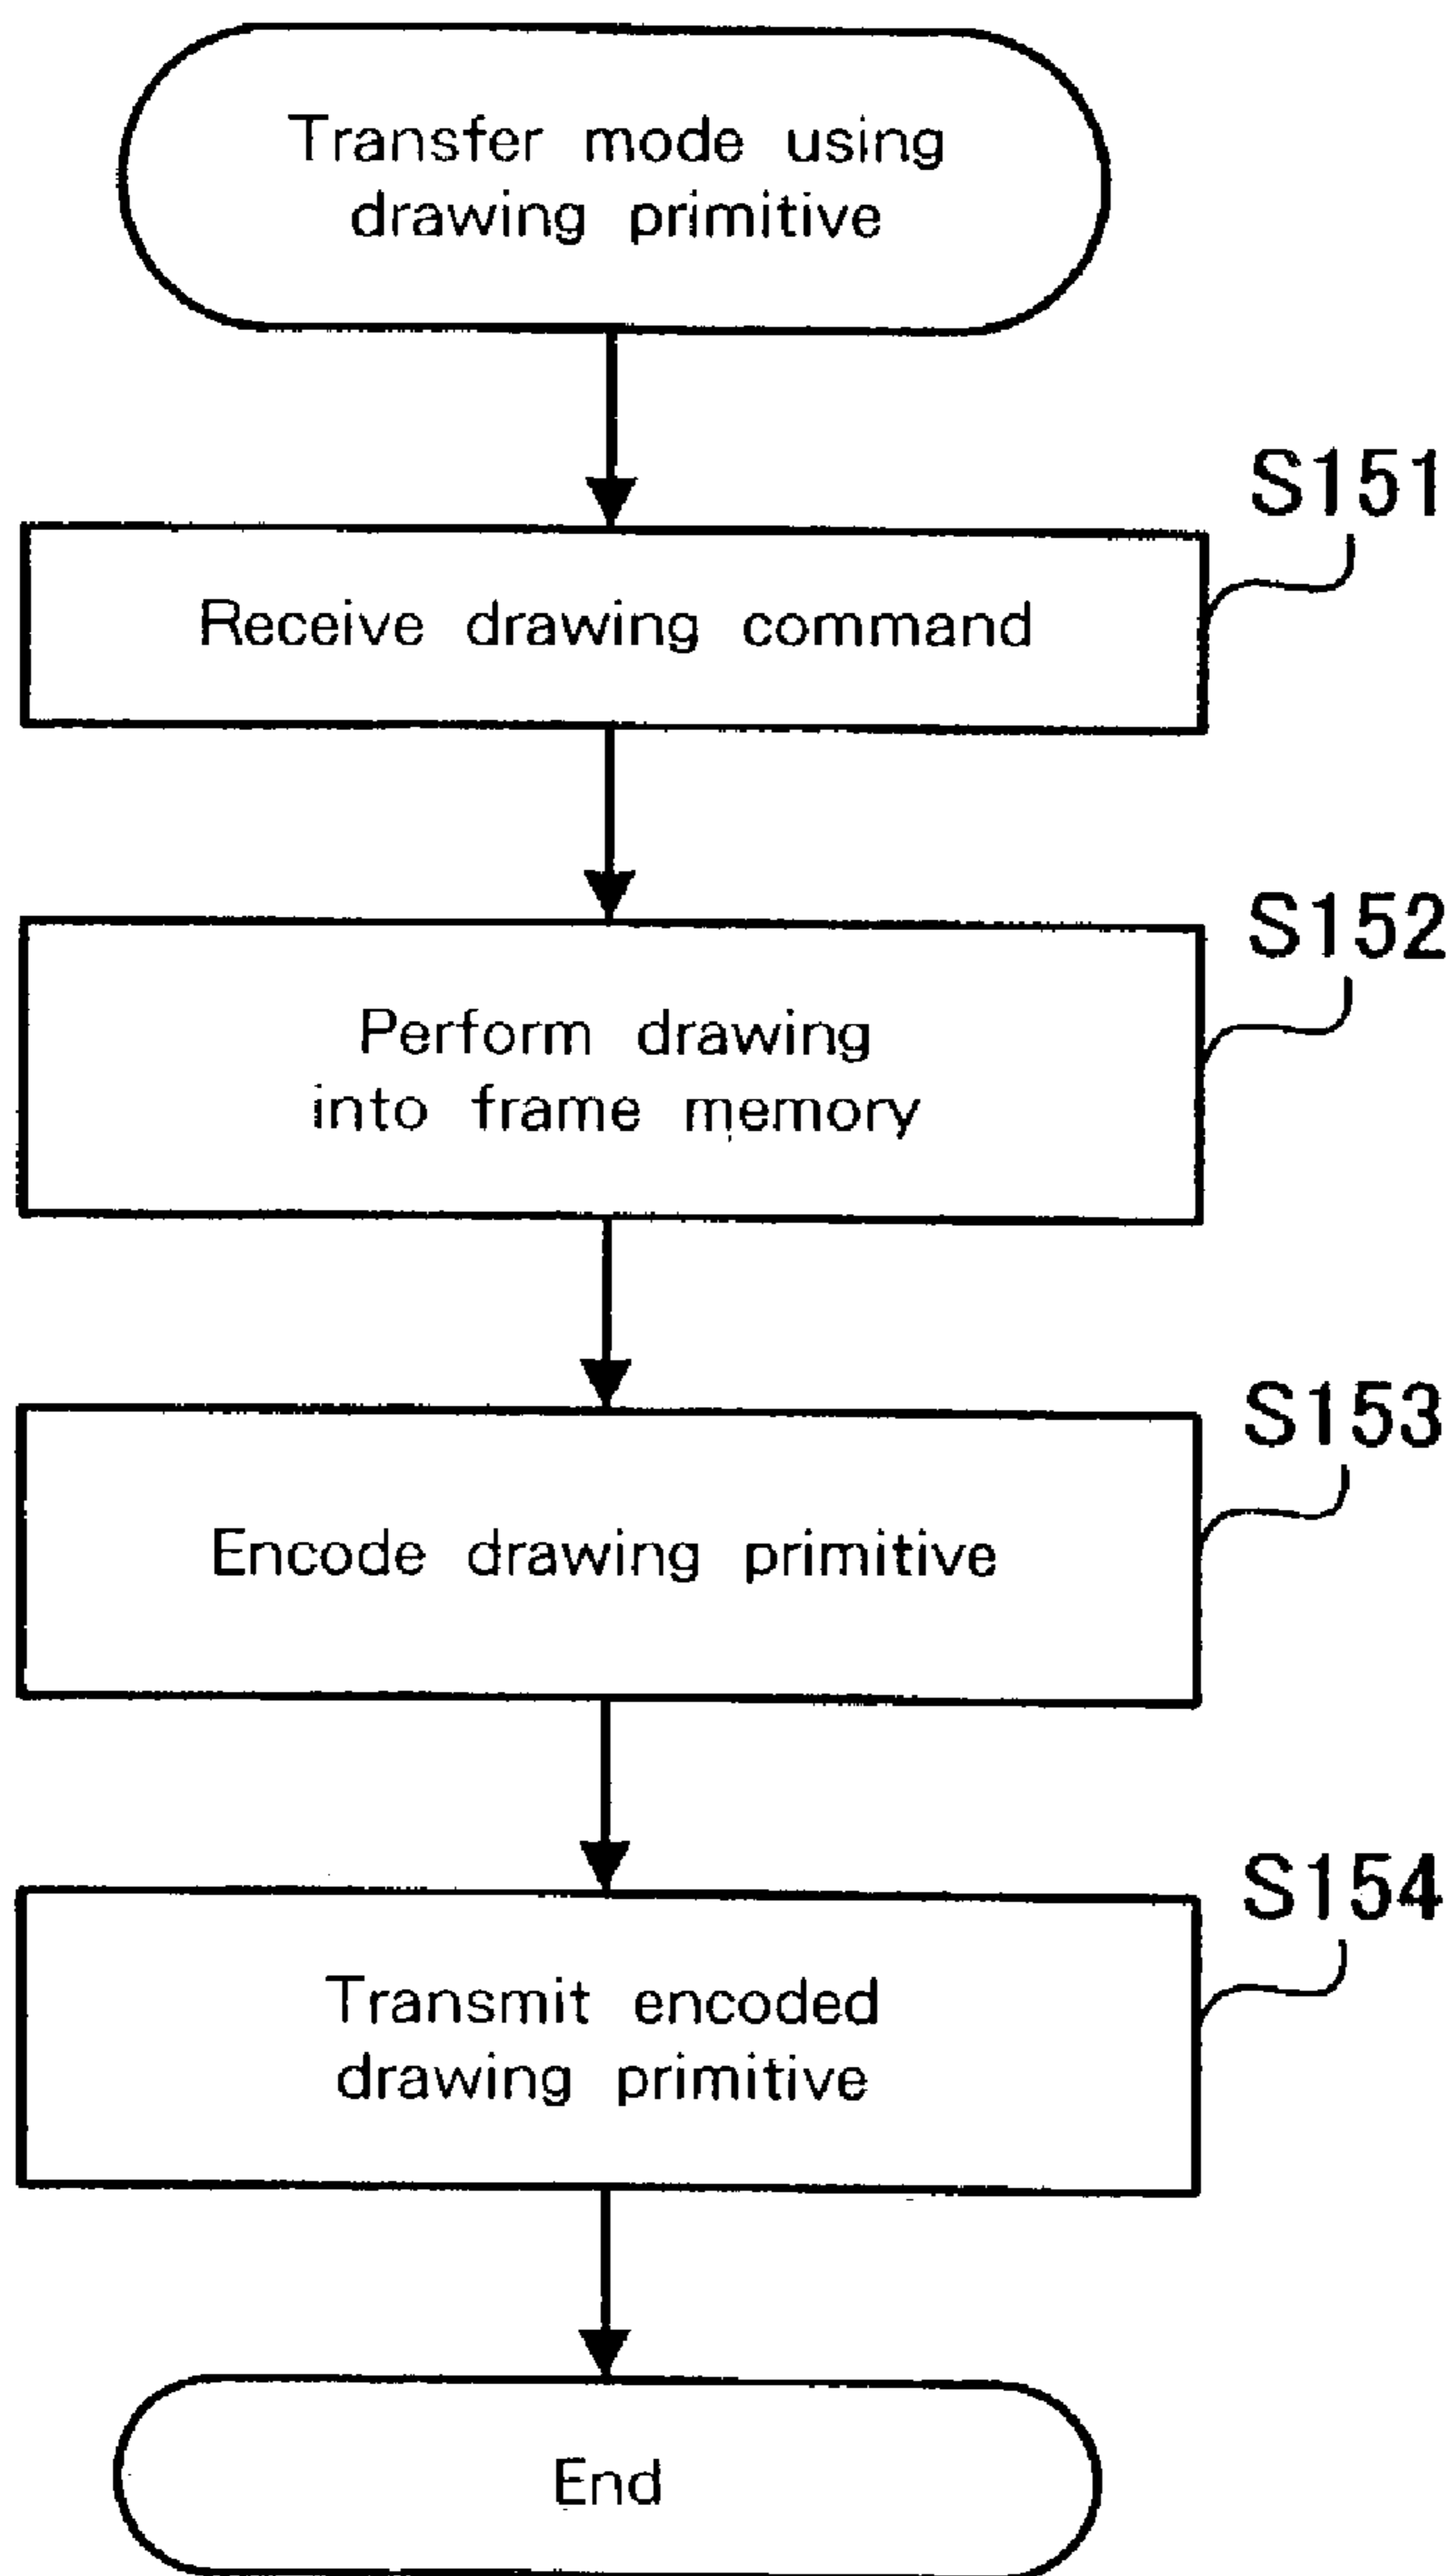 Transfer mode using
drawing primitive
S151
Receive drawing command
S152
Perform drawing
into frame memory
S153
Encode drawing primitive
S154
Transmit encoded
drawing primitive
End